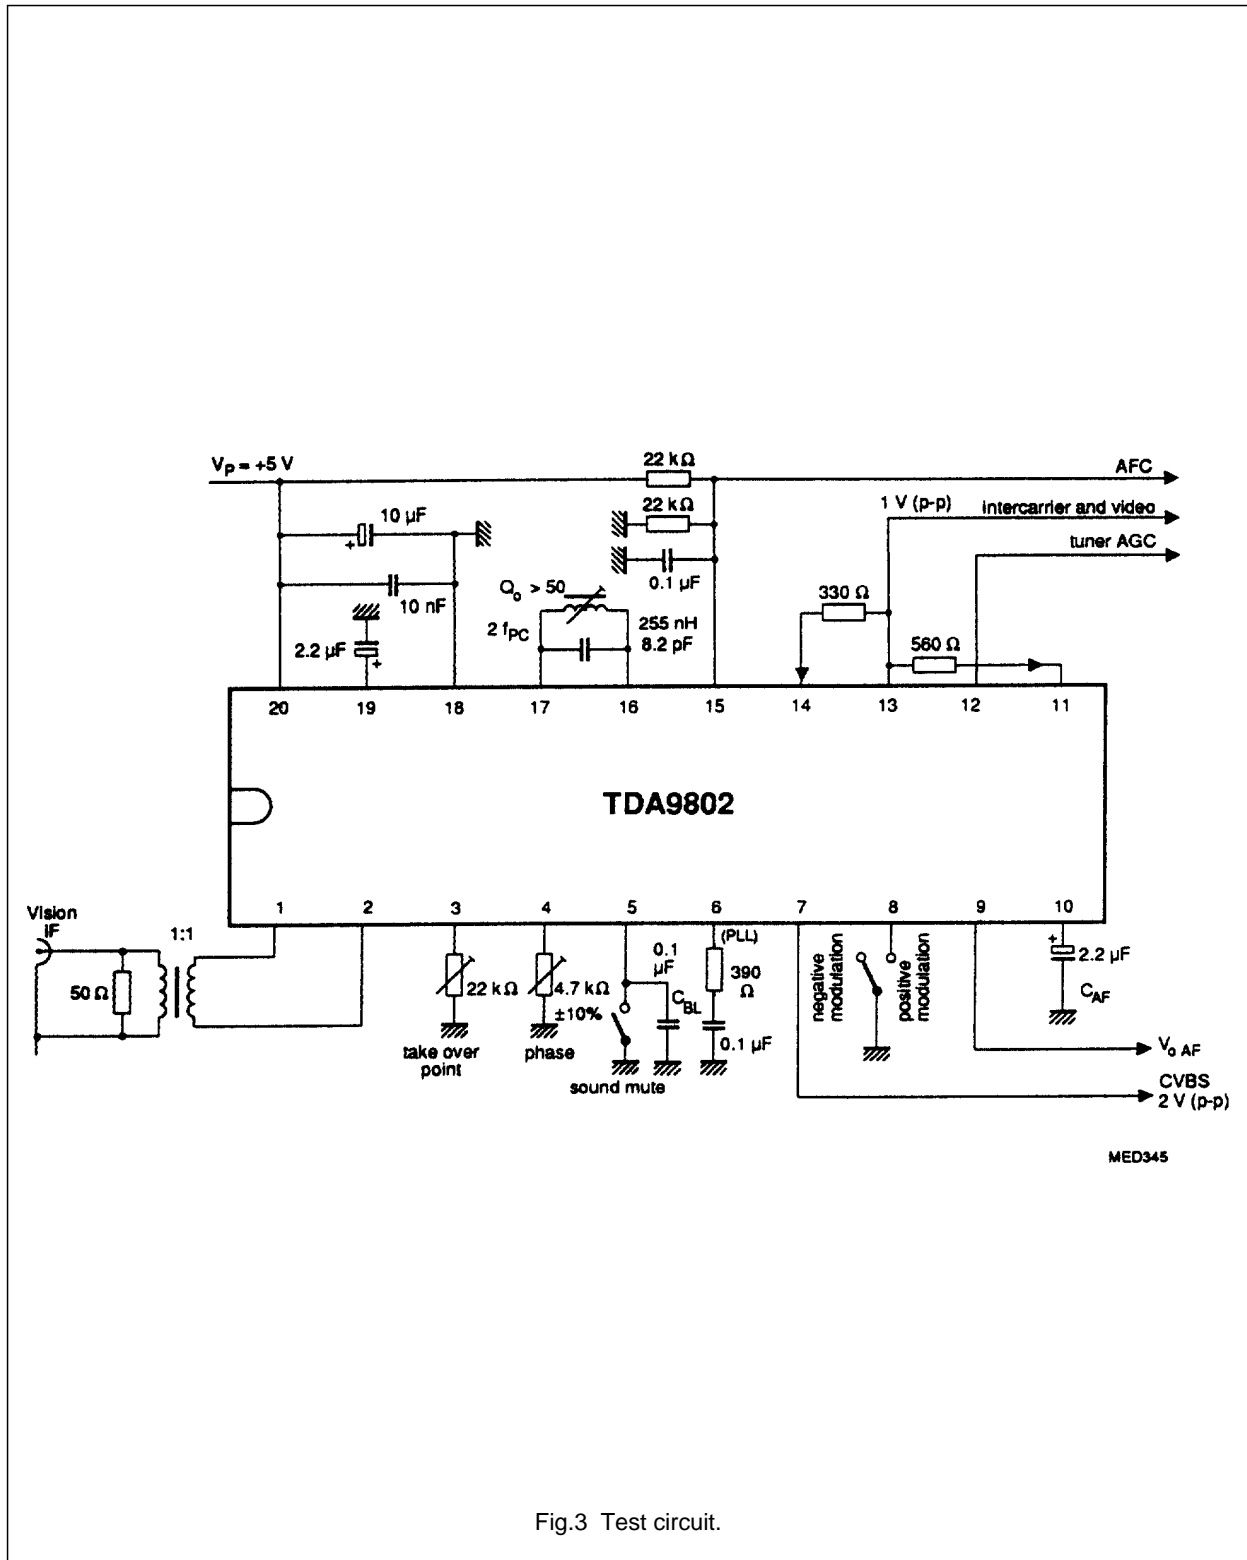 V_P = +5 V
22 kΩ
AFC
10 µF
+
22 kΩ
1 V (p-p)
intercarrier and video
tuner AGC
0.1 µF
10 nF
Q_o > 50
330 Ω
2 f_PC
255 nH
8.2 pF
560 Ω
2.2 µF
+
20
19
18
17
16
15
14
13
12
11
TDA9802
1
2
3
4
5
6
7
8
9
10
Vision
IF
1:1
50 Ω
22 kΩ
take over
point
4.7 kΩ
±10%
phase
sound mute
0.1
µF
C_BL
(PLL)
390
Ω
0.1 µF
negative
modulation
positive
modulation
+
2.2 µF
C_AF
V_o AF
CVBS
2 V (p-p)
MED345
Fig.3 Test circuit.